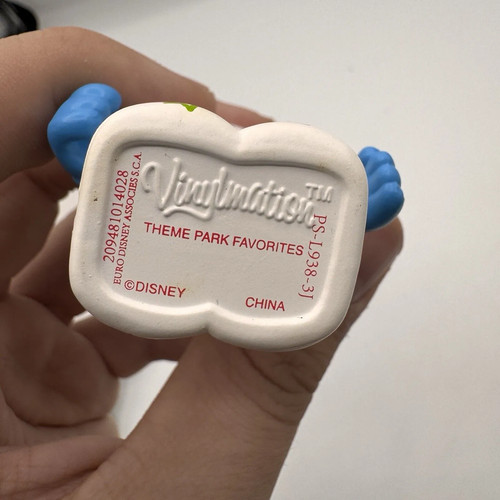 Vinylmation™
THEME PARK FAVORITES
©DISNEY
CHINA
209481014028
EURO DISNEY ASSOCIES S.C.A.
PS-L938-3J